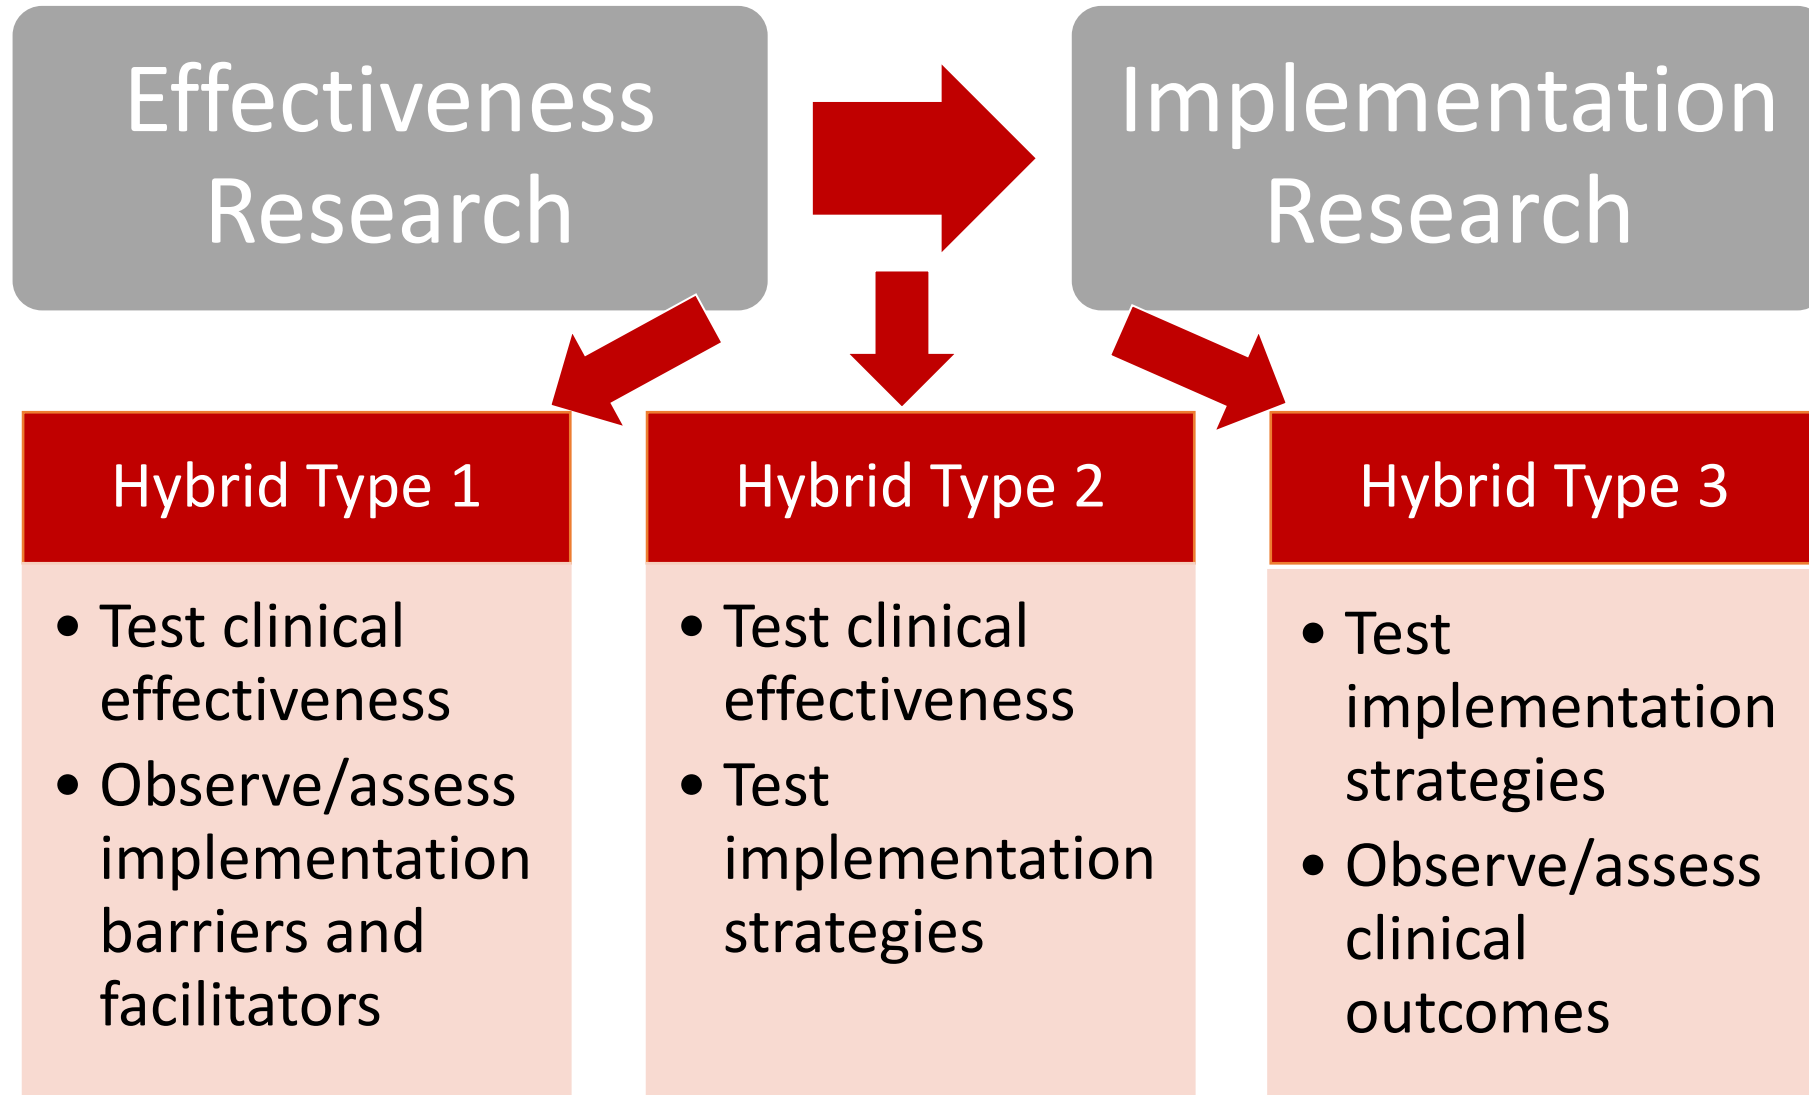 Effectiveness
Research
Implementation
Research
Hybrid Type 1
• Test clinical
effectiveness
• Observe/assess
implementation
barriers and
facilitators
Hybrid Type 2
• Test clinical
effectiveness
• Test
implementation
strategies
Hybrid Type 3
• Test
implementation
strategies
• Observe/assess
clinical
outcomes